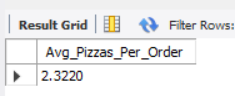 Result Grid Filter Rows:
Avg_Pizzas_Per_Order
2.3220